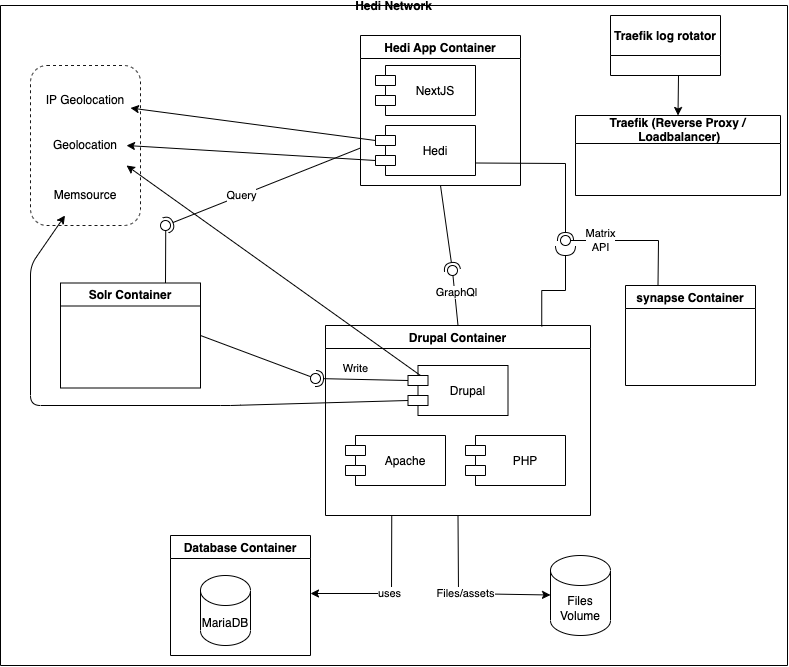 Hedi Network
Hedi App Container
NextJS
Hedi
Traefik log rotator
Traefik (Reverse Proxy /
Loadbalancer)
IP Geolocation
Geolocation
Memsource
Query
Matrix
API
GraphQl
Solr Container
synapse Container
Drupal Container
Write
Drupal
Apache
PHP
Database Container
MariaDB
uses
Files/assets
Files
Volume